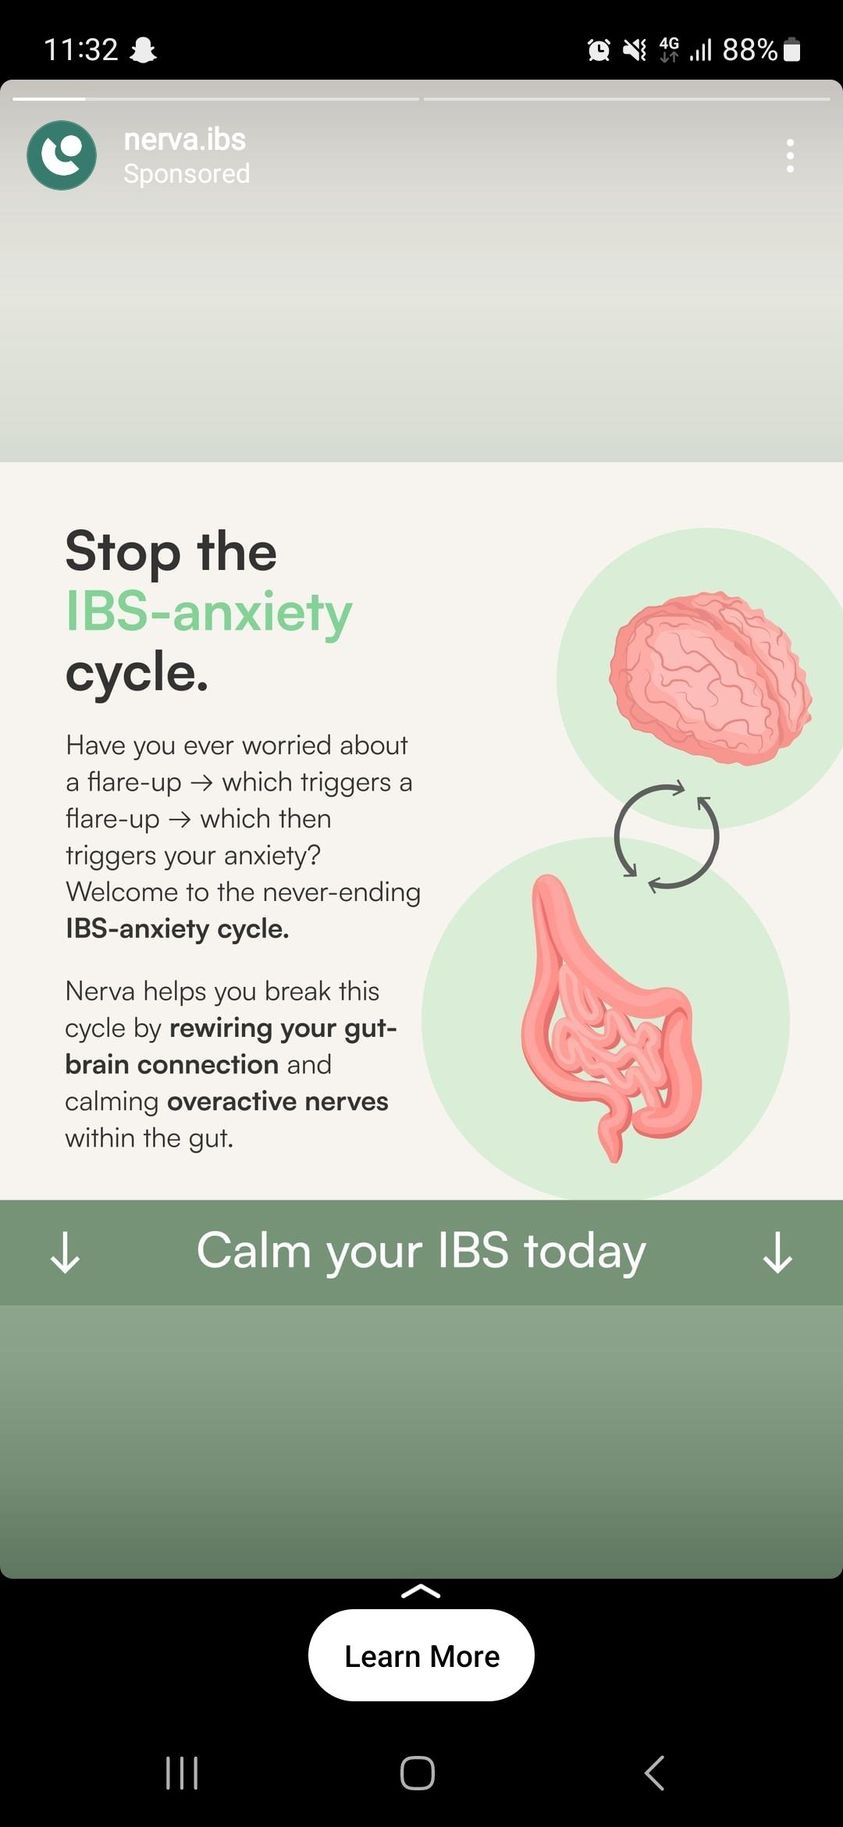 11:32
4G
88%
nerva.ibs
Sponsored
Stop the
IBS-anxiety
cycle.
Have you ever worried about
a flare-up → which triggers a
flare-up → which then
triggers your anxiety?
Welcome to the never-ending
IBS-anxiety cycle.
Nerva helps you break this
cycle by rewiring your gut-
brain connection and
calming overactive nerves
within the gut.
↓ Calm your IBS today ↓
Learn More